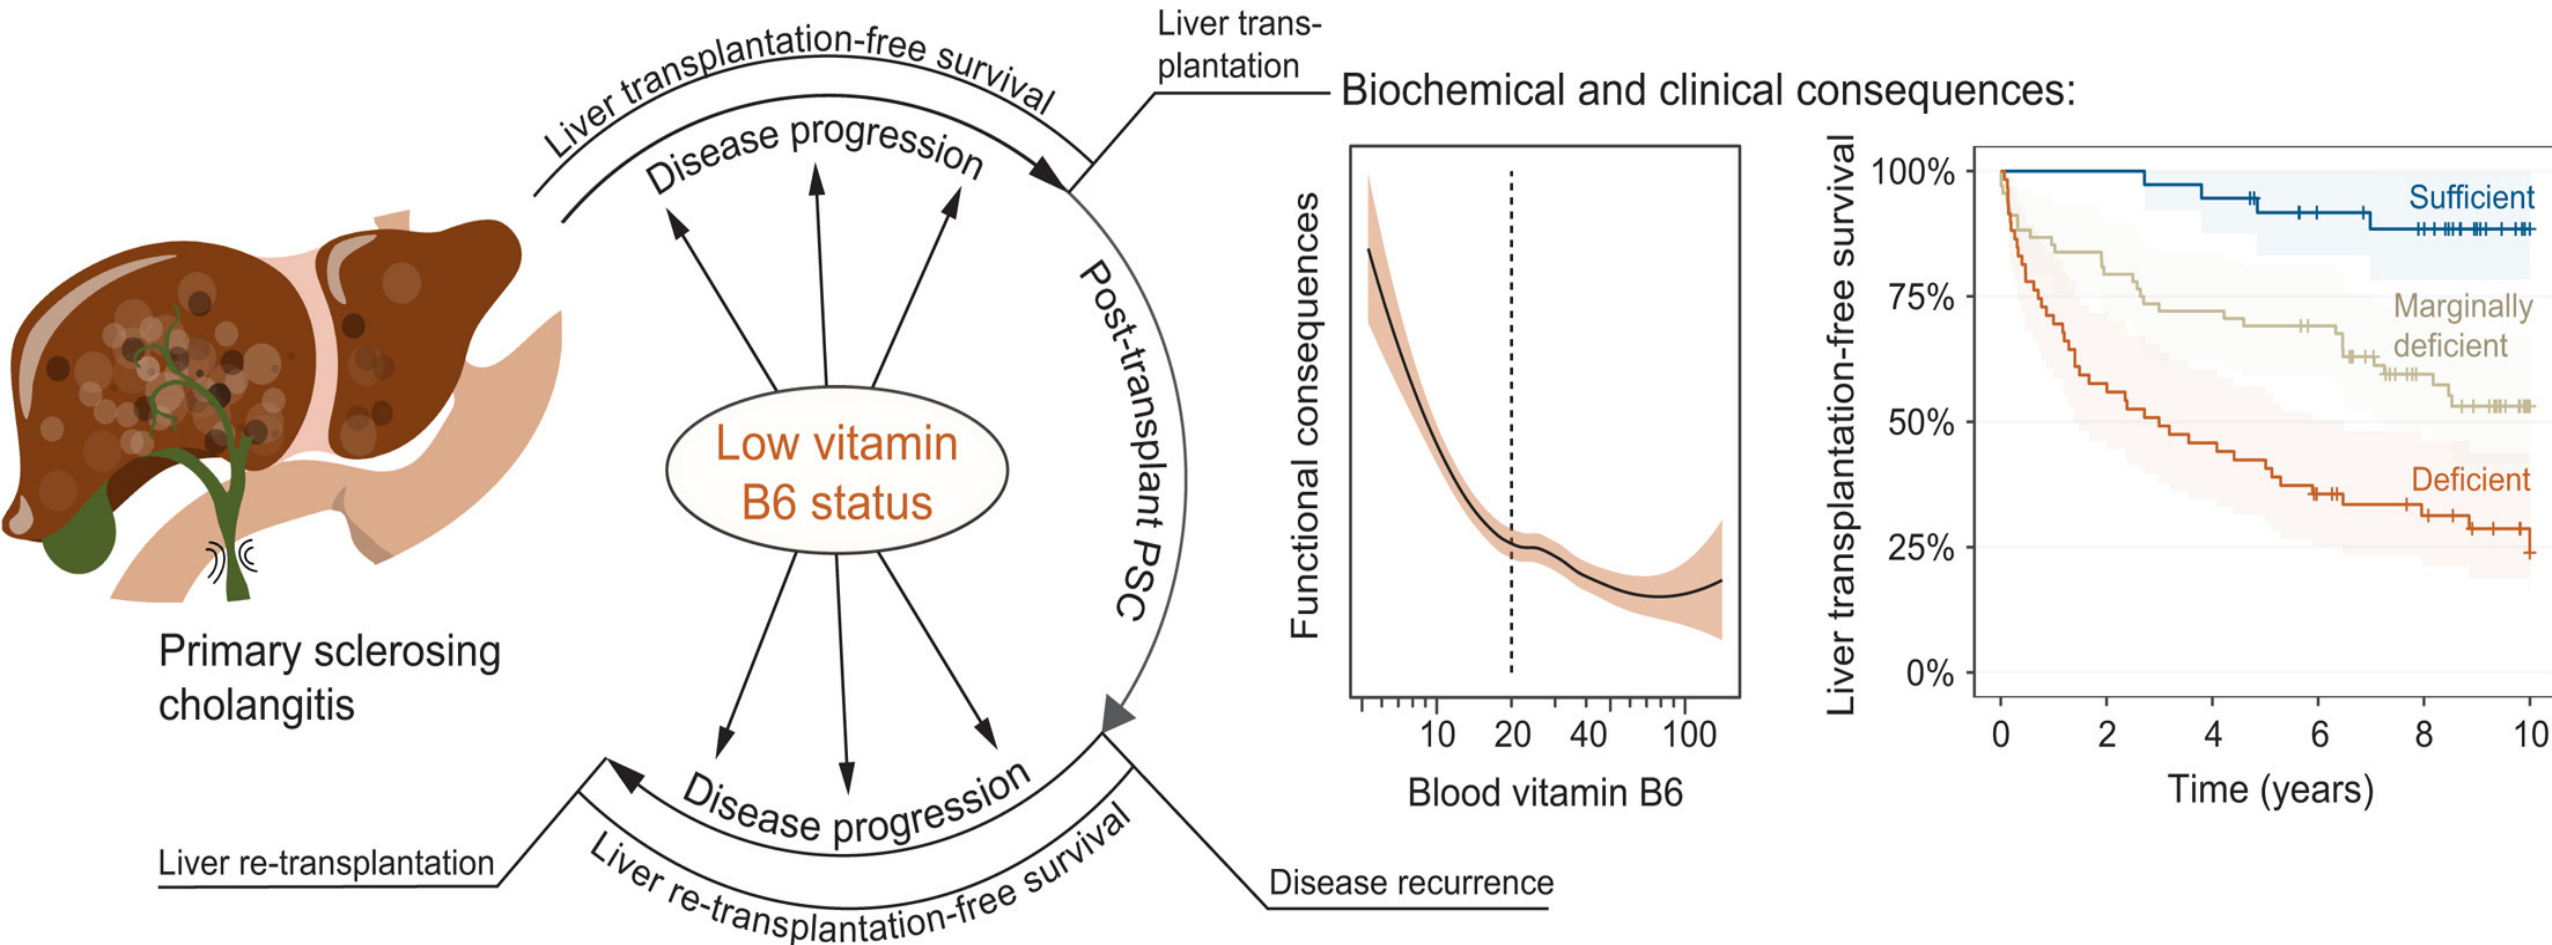 Liver transplantation-free survival
Disease progression
Liver trans-
plantation
Post-transplant PSC
Low vitamin
B6 status
Primary sclerosing
cholangitis
Disease progression
Liver re-transplantation-free survival
Liver re-transplantation
Disease recurrence
Biochemical and clinical consequences:
Functional consequences
10 20 40 100
Blood vitamin B6
Liver transplantation-free survival
100%
75%
50%
25%
0%
Sufficient
Marginally
deficient
Deficient
0 2 4 6 8 10
Time (years)